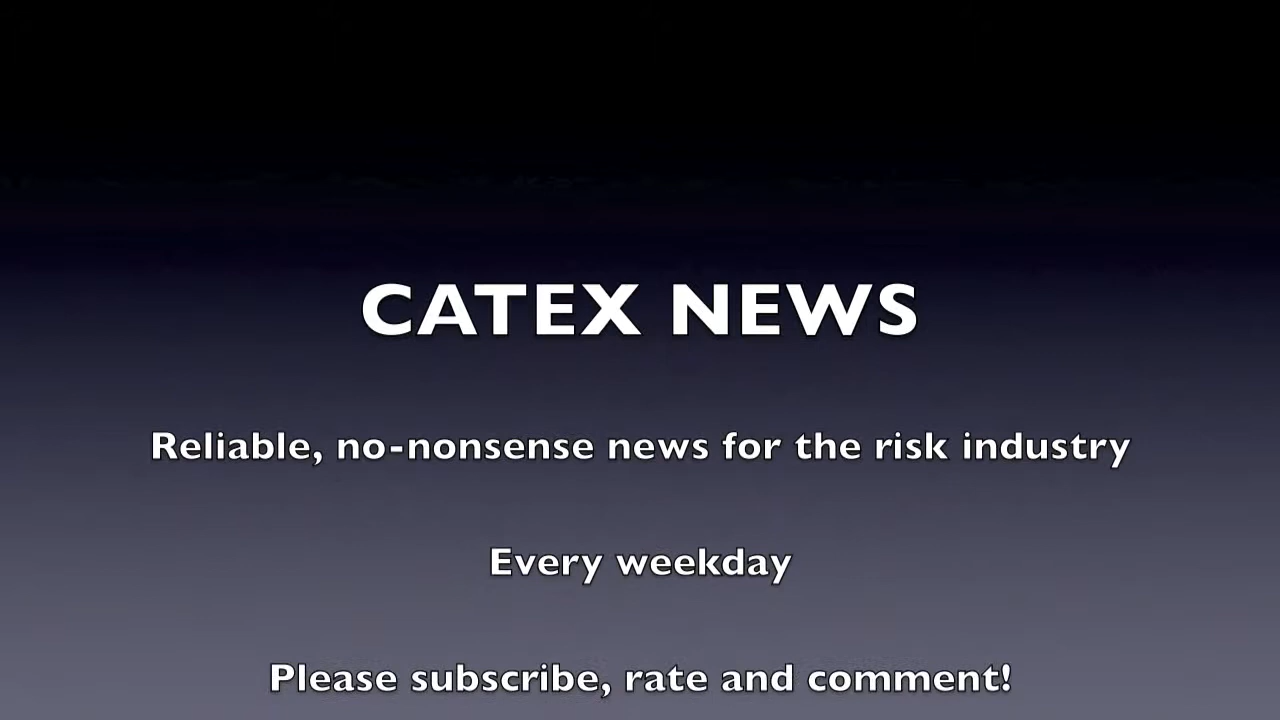 CATEX NEWS
Reliable, no-nonsense news for the risk industry
Every weekday
Please subscribe, rate and comment!